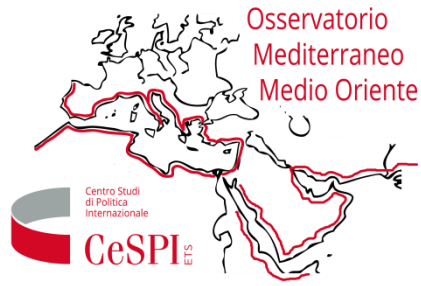 Osservatorio
Mediterraneo
Medio Oriente
Centro Studi
di Politica
Internazionale
CeSPI
ETS